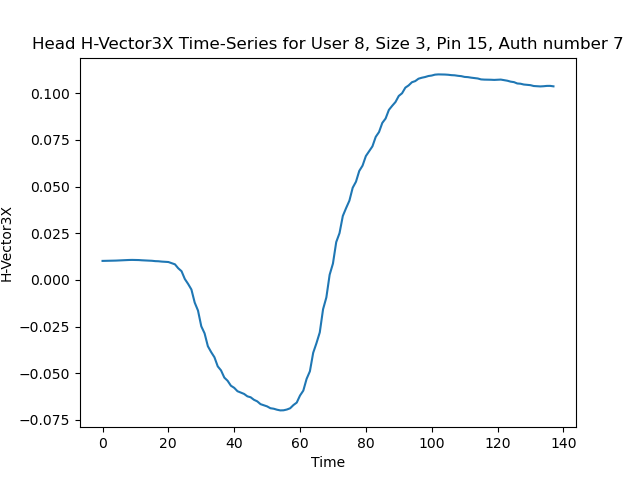 Head H-Vector3X Time-Series for User 8, Size 3, Pin 15, Auth number 7
H-Vector3X
0.100
0.075
0.050
0.025
0.000
−0.025
−0.050
−0.075
0 20 40 60 80 100 120 140
Time